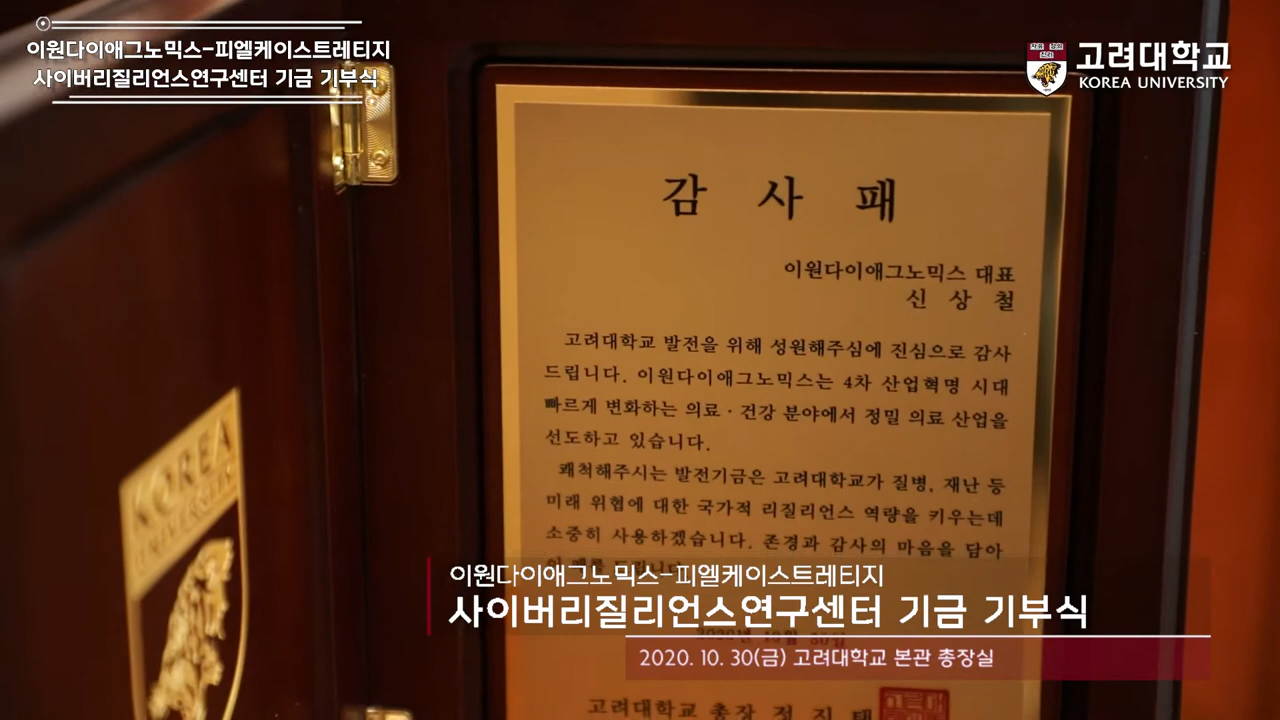 이원다이애그노믹스-피엘케이스트레티지
사이버리질리언스연구센터 기금 기부식
고려대학교
KOREA UNIVERSITY
감 사 패
이원다이애그노믹스 대표
신 상 철
고려대학교 발전을 위해 성원해주심에 진심으로 감사
드립니다. 이원다이애그노믹스는 4차 산업혁명 시대
빠르게 변화하는 의료·건강 분야에서 정밀 의료 산업을
선도하고 있습니다.
쾌척해주시는 발전기금은 고려대학교가 질병, 재난 등
미래 위협에 대한 국가적 리질리언스 역량을 키우는데
소중히 사용하겠습니다. 존경과 감사의 마음을 담아
KOREA
UNIVERSITY
이원다이애그노믹스-피엘케이스트레티지
사이버리질리언스연구센터 기금 기부식
2020. 10. 30(금) 고려대학교 본관 총장실
고려대학교 총장 정 진 택